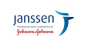 janssen
PHARMACEUTICAL COMPANIES OF
Johnson & Johnson